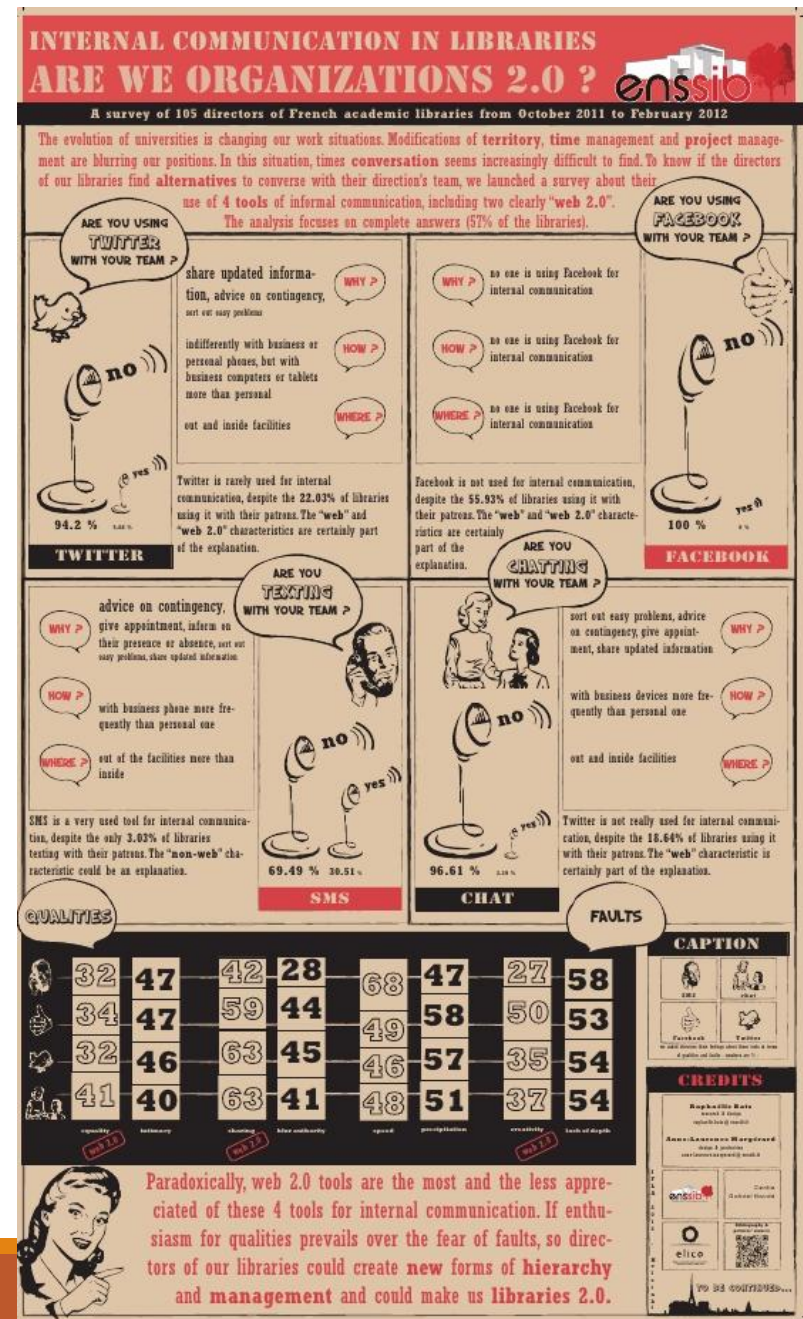 INTERNAL COMMUNICATION IN LIBRARIES
ARE WE ORGANIZATIONS 2.0 ?
enssib
A survey of 105 directors of French academic libraries from October 2011 to February 2012
The evolution of universities is changing our work situations. Modifications of territory, time management and project manage-
ment are blurring our positions. In this situation, times conversation seems increasingly difficult to find. To know if the directors
of our libraries find alternatives to converse with their direction's team, we launched a survey about their
use of 4 tools of informal communication, including two clearly "web 2.0".
The analysis focuses on complete answers (57% of the libraries).
ARE YOU USING
TWITTER
WITH YOUR TEAM ?
share updated informa-
tion, advice on contingency,
sort out easy problems
WHY ?
indifferently with business or
personal phones, but with
business computers or tablets
more than personal
HOW ?
out and inside facilities
WHERE ?
no
yes
94.2 %
TWITTER
Twitter is rarely used for internal
communication, despite the 22.03% of libraries
using it with their patrons. The "web" and
"web 2.0" characteristics are certainly part
of the explanation.
ARE YOU USING
FACEBOOK
WITH YOUR TEAM ?
WHY ?
no one is using Facebook for
internal communication
HOW ?
no one is using Facebook for
internal communication
WHERE ?
no one is using Facebook for
internal communication
no
yes
100 %
FACEBOOK
Facebook is not used for internal communication,
despite the 55.93% of libraries using it with
their patrons. The "web" and "web 2.0" characte-
ristics are certainly
part of the
explanation.
ARE YOU
TEXTING
WITH YOUR TEAM ?
WHY ?
advice on contingency,
give appointment, inform on
their presence or absence, sort out
easy problems, share updated information
HOW ?
with business phone more fre-
quently than personal one
WHERE ?
out of the facilities more than
inside
no
yes
69.49 % 30.51 %
SMS
SMS is a very used tool for internal communica-
tion, despite the only 3.03% of libraries
texting with their patrons. The "non-web" cha-
racteristic could be an explanation.
ARE YOU
CHATTING
WITH YOUR TEAM ?
sort out easy problems, advice
on contingency, give appoint-
ment, share updated information
WHY ?
with business devices more fre-
quently than personal one
HOW ?
out and inside facilities
WHERE ?
no
yes
96.61 %
CHAT
Twitter is not really used for internal communi-
cation, despite the 18.64% of libraries using it
with their patrons. The "web" characteristic is
certainly part of the explanation.
QUALITIES
FAULTS
32 47 42 28 68 47 27 58
34 47 59 44 49 58 50 53
32 46 63 45 46 57 35 54
41 40 63 41 48 51 37 54
equality intimacy sharing blur authority speed precipitation creativity lack of depth
web 2.0 web 2.0 web 2.0
CAPTION
SMS chat
Facebook Twitter
CREDITS
Raphaëlle Bats
enssib
elico
TO BE CONTINUED...
Paradoxically, web 2.0 tools are the most and the less appre-
ciated of these 4 tools for internal communication. If enthu-
siasm for qualities prevails over the fear of faults, so direc-
tors of our libraries could create new forms of hierarchy
and management and could make us libraries 2.0.